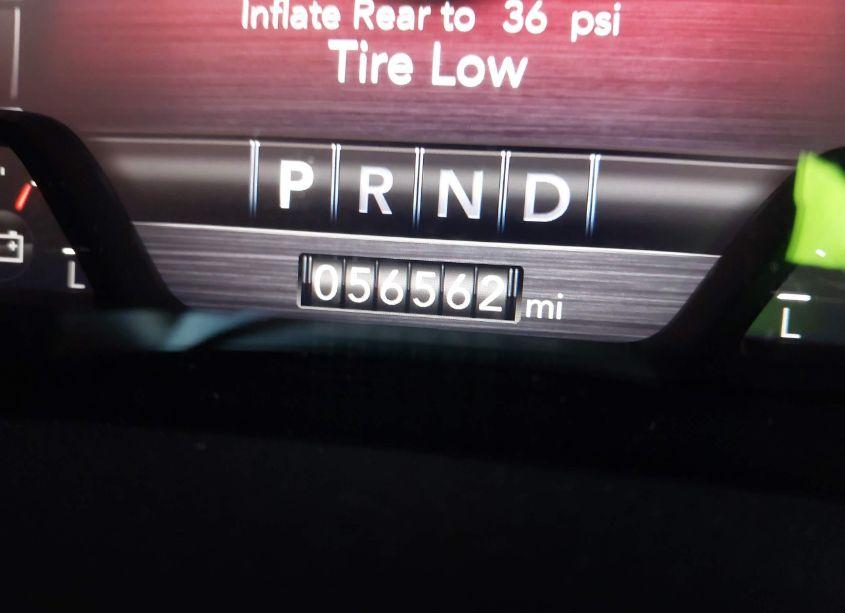 Inflate Rear to 36 psi
Tire Low
P R N D
056562 mi
L
L